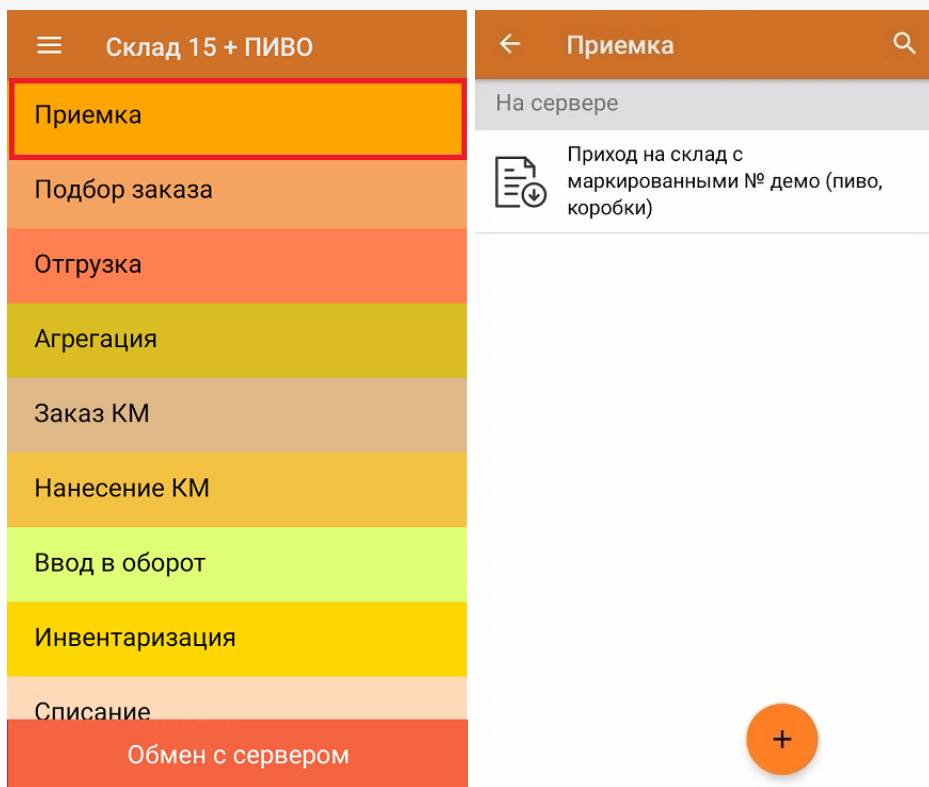 Склад 15 + ПИВО
Приемка
Подбор заказа
Отгрузка
Агрегация
Заказ КМ
Нанесение КМ
Ввод в оборот
Инвентаризация
Списание
Обмен с сервером
Приемка
На сервере
Приход на склад с
маркированными № демо (пиво,
коробки)
+